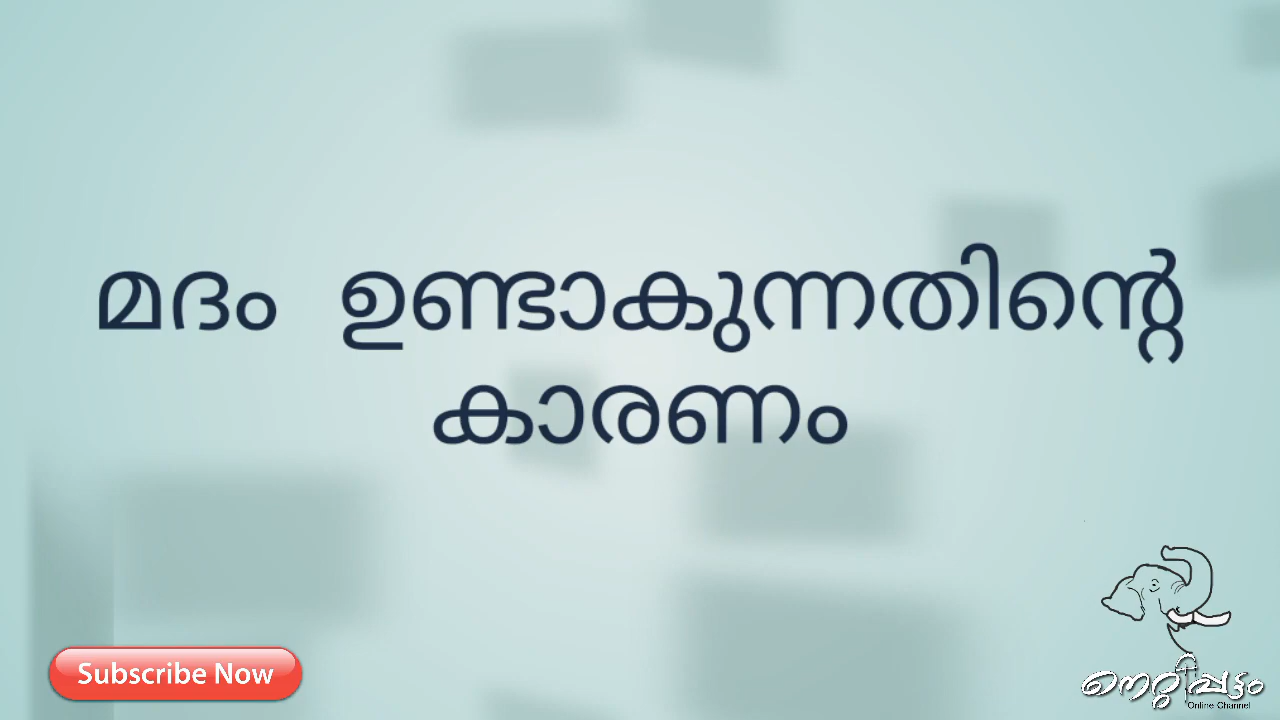 മദം ഉണ്ടാകുന്നതിന്റെ
കാരണം
Subscribe Now
നെറ്റിപ്പട്ടം
Online Channel